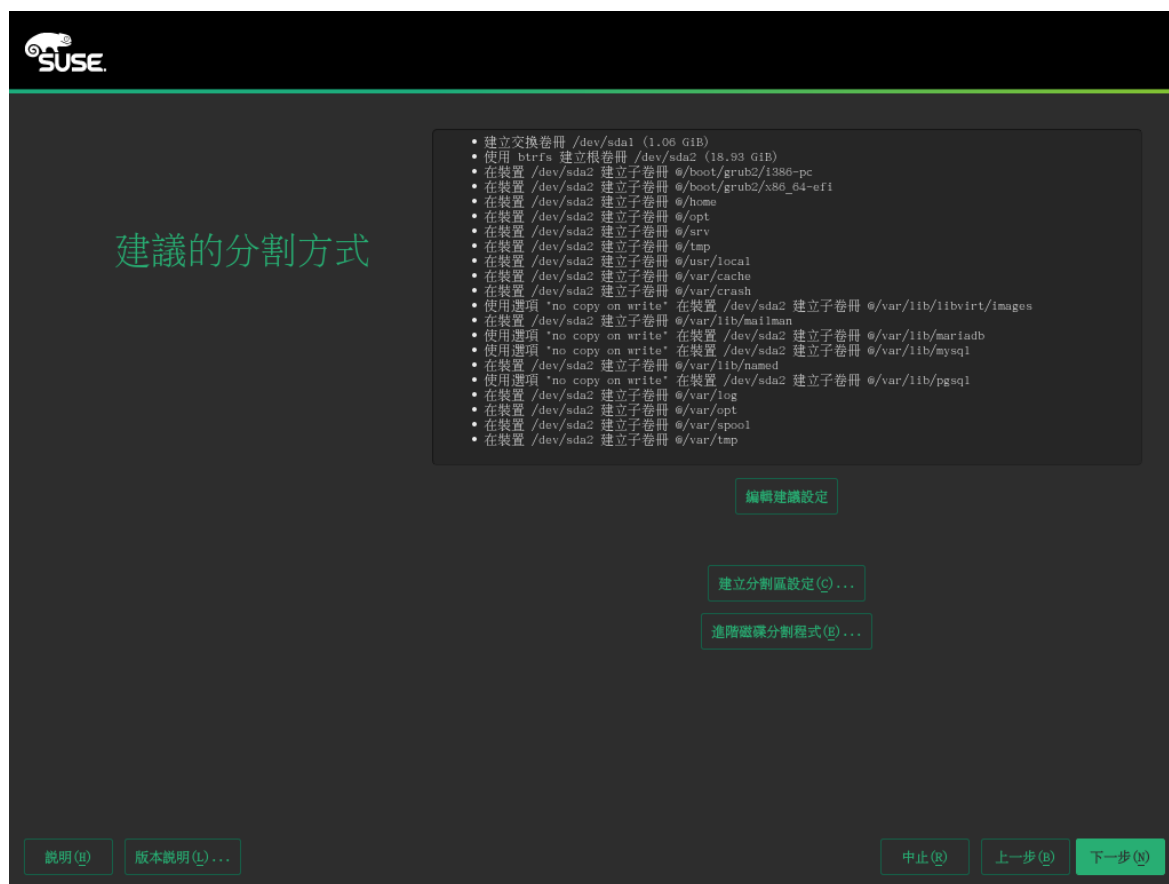 SUSE.
建議的分割方式
• 建立交換卷冊 /dev/sda1 (1.06 GiB)
• 使用 btrfs 建立根卷冊 /dev/sda2 (18.93 GiB)
• 在裝置 /dev/sda2 建立子卷冊 @/boot/grub2/i386-pc
• 在裝置 /dev/sda2 建立子卷冊 @/boot/grub2/x86_64-efi
• 在裝置 /dev/sda2 建立子卷冊 @/home
• 在裝置 /dev/sda2 建立子卷冊 @/opt
• 在裝置 /dev/sda2 建立子卷冊 @/srv
• 在裝置 /dev/sda2 建立子卷冊 @/tmp
• 在裝置 /dev/sda2 建立子卷冊 @/usr/local
• 在裝置 /dev/sda2 建立子卷冊 @/var/cache
• 在裝置 /dev/sda2 建立子卷冊 @/var/crash
• 使用選項 "no copy on write" 在裝置 /dev/sda2 建立子卷冊 @/var/lib/libvirt/images
• 在裝置 /dev/sda2 建立子卷冊 @/var/lib/mailman
• 使用選項 "no copy on write" 在裝置 /dev/sda2 建立子卷冊 @/var/lib/mariadb
• 使用選項 "no copy on write" 在裝置 /dev/sda2 建立子卷冊 @/var/lib/mysql
• 在裝置 /dev/sda2 建立子卷冊 @/var/lib/named
• 使用選項 "no copy on write" 在裝置 /dev/sda2 建立子卷冊 @/var/lib/pgsql
• 在裝置 /dev/sda2 建立子卷冊 @/var/log
• 在裝置 /dev/sda2 建立子卷冊 @/var/opt
• 在裝置 /dev/sda2 建立子卷冊 @/var/spool
• 在裝置 /dev/sda2 建立子卷冊 @/var/tmp
編輯建議設定
建立分割區設定(C)...
進階磁碟分割程式(E)...
說明(H) 版本說明(L)... 中止(R) 上一步(B) 下一步(N)